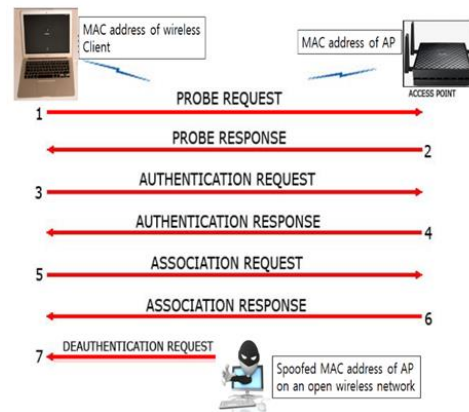 MAC address of wireless
Client
MAC address of AP
ACCESS POINT
PROBE REQUEST
1
PROBE RESPONSE
2
AUTHENTICATION REQUEST
3
AUTHENTICATION RESPONSE
4
ASSOCIATION REQUEST
5
ASSOCIATION RESPONSE
6
DEAUTHENTICATION REQUEST
7
Spoofed MAC address of AP
on an open wireless network